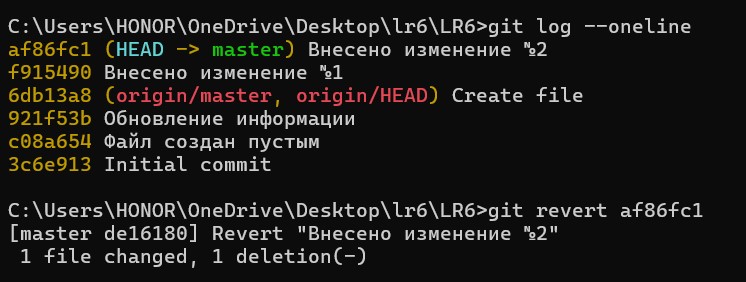 C:\Users\HONOR\OneDrive\Desktop\lr6\LR6>git log --oneline
af86fc1 (HEAD -> master) Внесено изменение №2
f915490 Внесено изменение №1
6db13a8 (origin/master, origin/HEAD) Create file
921f53b Обновление информации
c08a654 Файл создан пустым
3c6e913 Initial commit
C:\Users\HONOR\OneDrive\Desktop\lr6\LR6>git revert af86fc1
[master de16180] Revert "Внесено изменение №2"
1 file changed, 1 deletion(-)